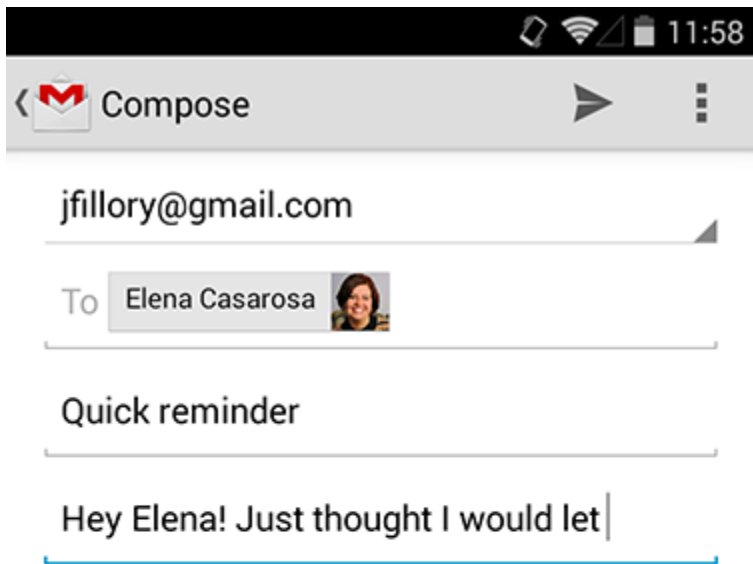 11:58
Compose
jfillory@gmail.com
To Elena Casarosa
Quick reminder
Hey Elena! Just thought I would let